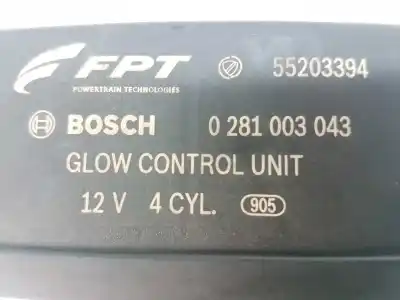 FPT 55203394
POWERTRAIN TECHNOLOGIES
BOSCH 0 281 003 043
GLOW CONTROL UNIT
12 V 4 CYL. 905